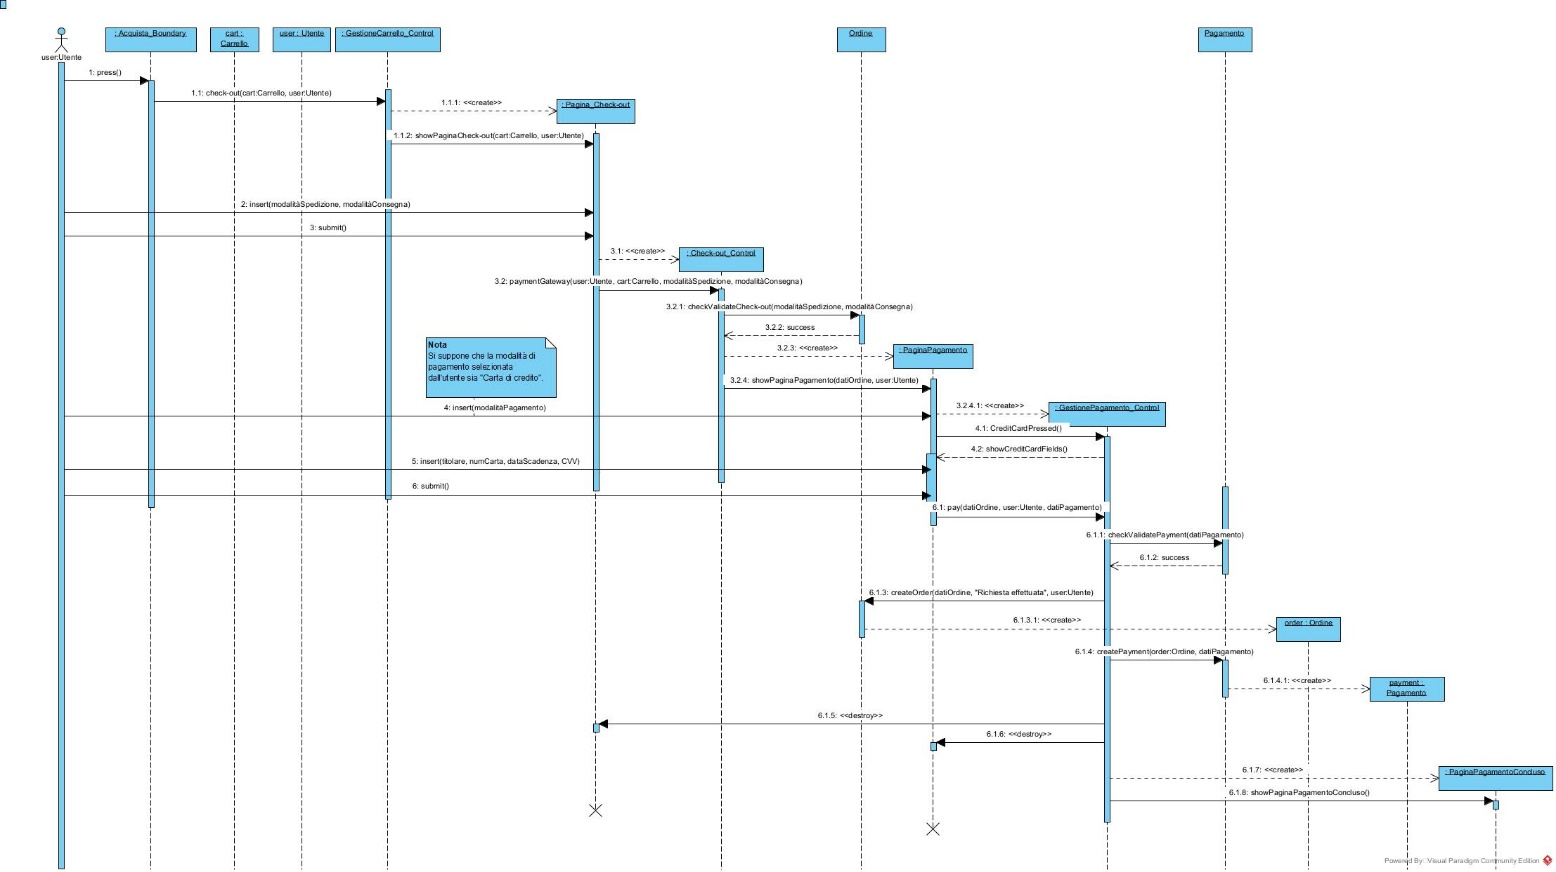 : Acquista_Boundary
cart :
Carrello
user : Utente
: GestioneCarrello_Control
Ordine
Pagamento
user:Utente
1: press()
1.1: check-out(cart:Carrello, user:Utente)
1.1.1: <<create>>
: Pagina_Check-out
1.1.2: showPaginaCheck-out(cart:Carrello, user:Utente)
2: insert(modalitàSpedizione, modalitàConsegna)
3: submit()
3.1: <<create>>
: Check-out_Control
3.2: paymentGateway(user:Utente, cart:Carrello, modalitàSpedizione, modalitàConsegna)
3.2.1: checkValidateCheck-out(modalitàSpedizione, modalitàConsegna)
3.2.2: success
3.2.3: <<create>>
: PaginaPagamento
Nota
Si suppone che la modalità di
pagamento selezionata
dall'utente sia "Carta di credito".
3.2.4: showPaginaPagamento(datiOrdine, user:Utente)
3.2.4.1: <<create>>
: GestionePagamento_Control
4: insert(modalitàPagamento)
4.1: CreditCardPressed()
4.2: showCreditCardFields()
5: insert(titolare, numCarta, dataScadenza, CVV)
6: submit()
6.1: pay(datiOrdine, user:Utente, datiPagamento)
6.1.1: checkValidatePayment(datiPagamento)
6.1.2: success
6.1.3: createOrder(datiOrdine, "Richiesta effettuata", user:Utente)
6.1.3.1: <<create>>
order : Ordine
6.1.4: createPayment(order:Ordine, datiPagamento)
6.1.4.1: <<create>>
payment :
Pagamento
6.1.5: <<destroy>>
6.1.6: <<destroy>>
6.1.7: <<create>>
: PaginaPagamentoConcluso
6.1.8: showPaginaPagamentoConcluso()
Powered By: Visual Paradigm Community Edition